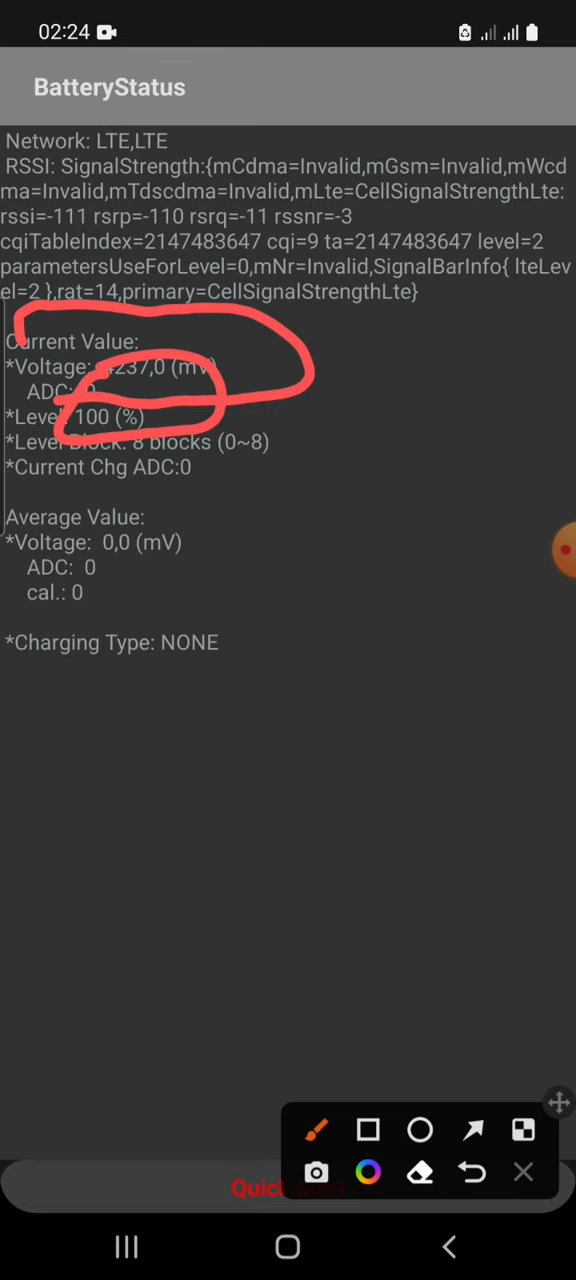 02:24
BatteryStatus
Network: LTE,LTE
RSSI: SignalStrength:{mCdma=Invalid,mGsm=Invalid,mWcd
ma=Invalid,mTdscdma=Invalid,mLte=CellSignalStrengthLte:
rssi=-111 rsrp=-110 rsrq=-11 rssnr=-3
cqiTableIndex=2147483647 cqi=9 ta=2147483647 level=2
parametersUseForLevel=0,mNr=Invalid,SignalBarInfo{ lteLev
el=2 },rat=14,primary=CellSignalStrengthLte}
Current Value:
*Voltage: 4237,0 (mV)
ADC: 0
*Level: 100 (%)
*Level Block: 8 blocks (0~8)
*Current Chg ADC:0
Average Value:
*Voltage: 0,0 (mV)
ADC: 0
cal.: 0
*Charging Type: NONE
Quick